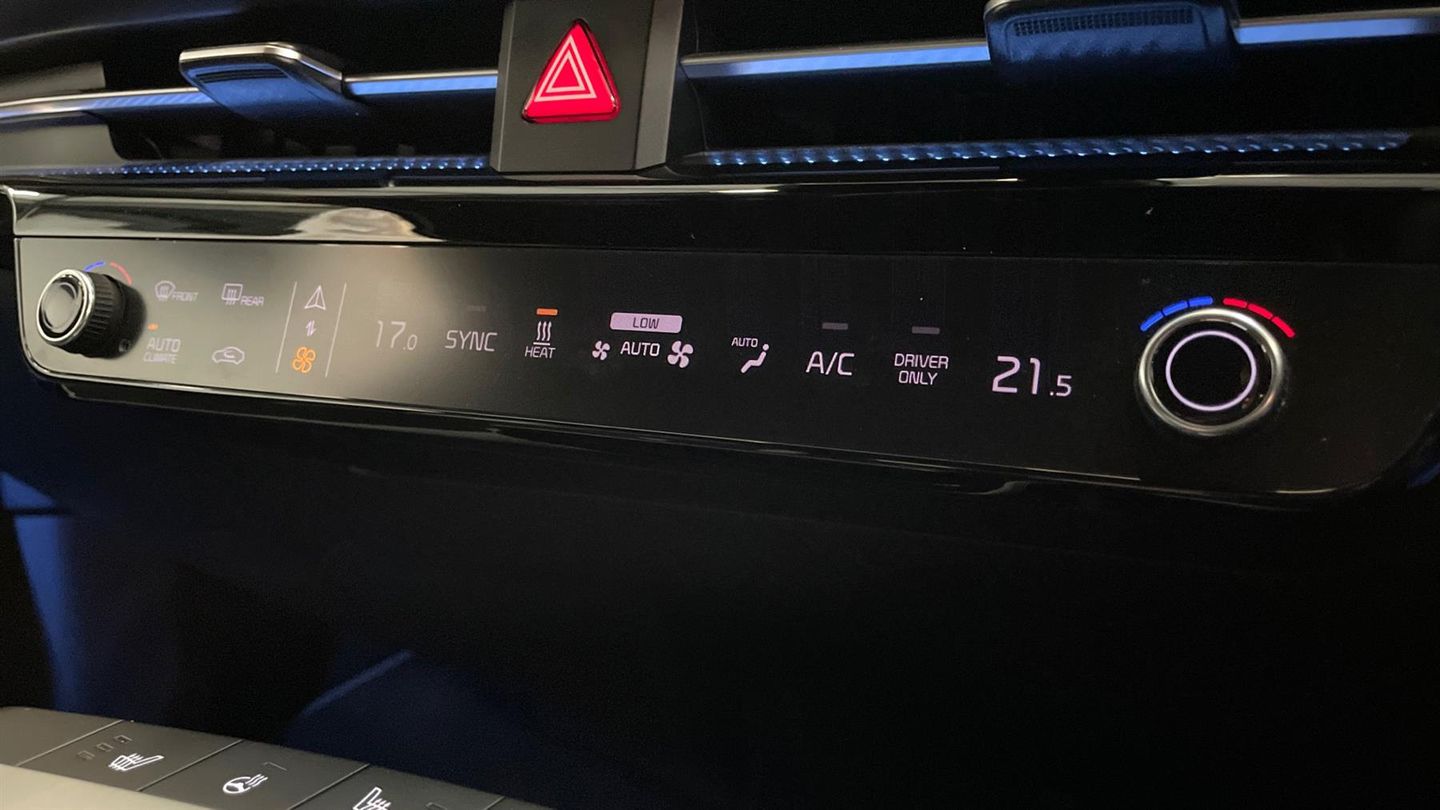 FRONT
REAR
AUTO
CLIMATE
17.0
SYNC
HEAT
LOW
AUTO
AUTO
A/C
DRIVER
ONLY
21.5